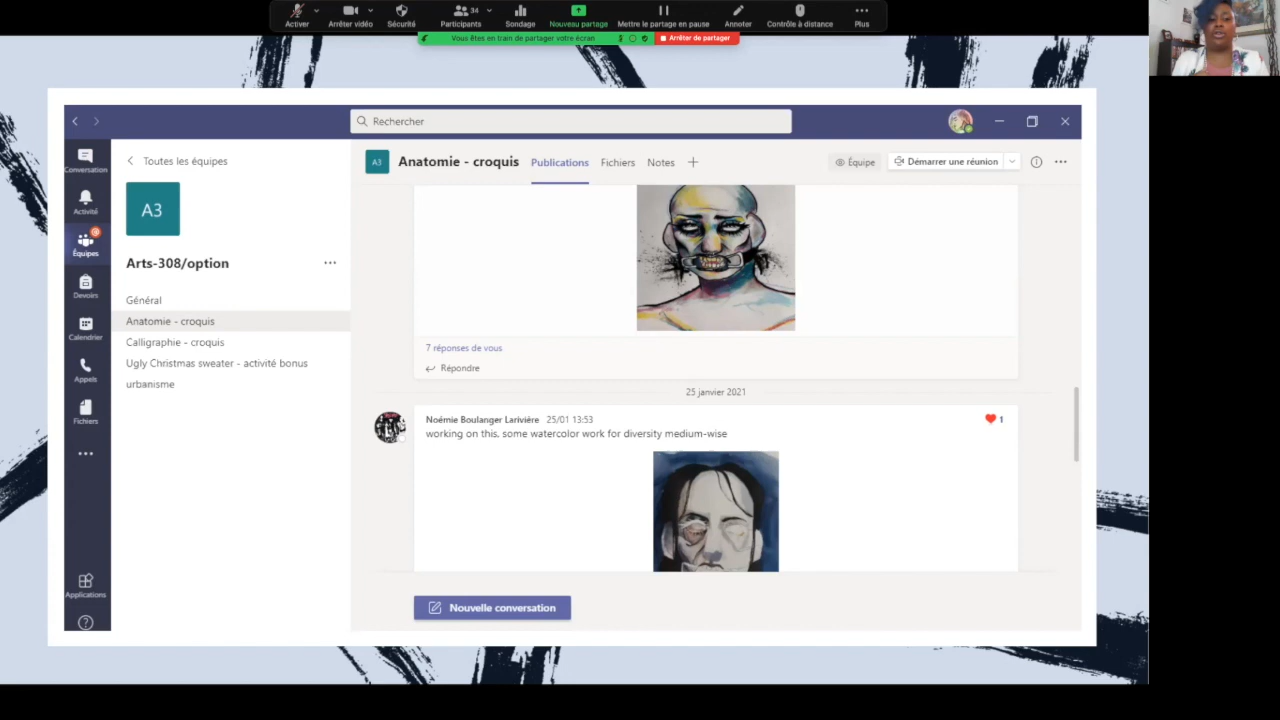 Activer
Arrêter vidéo
Sécurité
34
Participants
Sondage
Nouveau partage
Mettre le partage en pause
Annoter
Contrôle à distance
Plus
Vous êtes en train de partager votre écran
Arrêter de partager
Rechercher
Conversation
Activité
Équipes
Devoirs
Calendrier
Appels
Fichiers
Applications
Toutes les équipes
A3
Arts-308/option
Général
Anatomie - croquis
Calligraphie - croquis
Ugly Christmas sweater - activité bonus
urbanisme
A3 Anatomie - croquis Publications Fichiers Notes
Équipe
Démarrer une réunion
7 réponses de vous
Répondre
25 janvier 2021
Noémie Boulanger Larivière 25/01 13:53
1
working on this. some watercolor work for diversity medium-wise
Nouvelle conversation